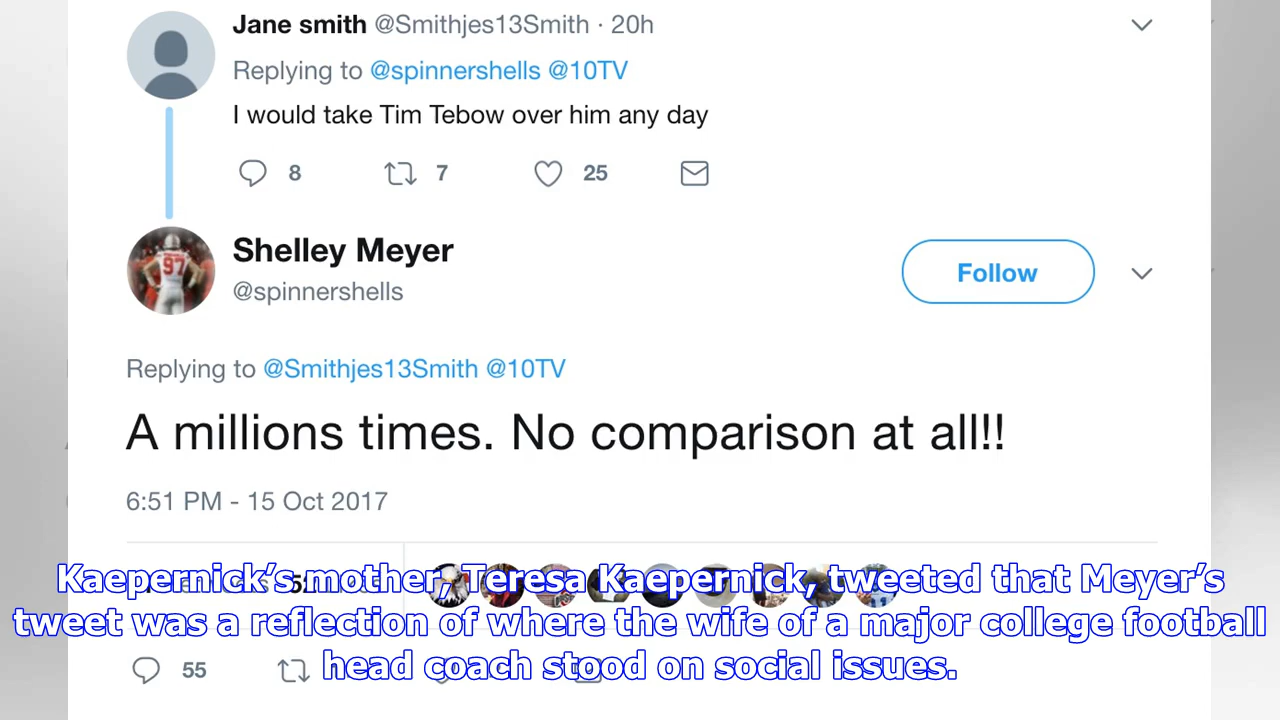 Jane smith @Smithjes13Smith · 20h
Replying to @spinnershells @10TV
I would take Tim Tebow over him any day
8 7 25
Shelley Meyer
@spinnershells
Follow
Replying to @Smithjes13Smith @10TV
A millions times. No comparison at all!!
6:51 PM - 15 Oct 2017
Kaepernick’s mother, Teresa Kaepernick, tweeted that Meyer’s
tweet was a reflection of where the wife of a major college football
head coach stood on social issues.
55